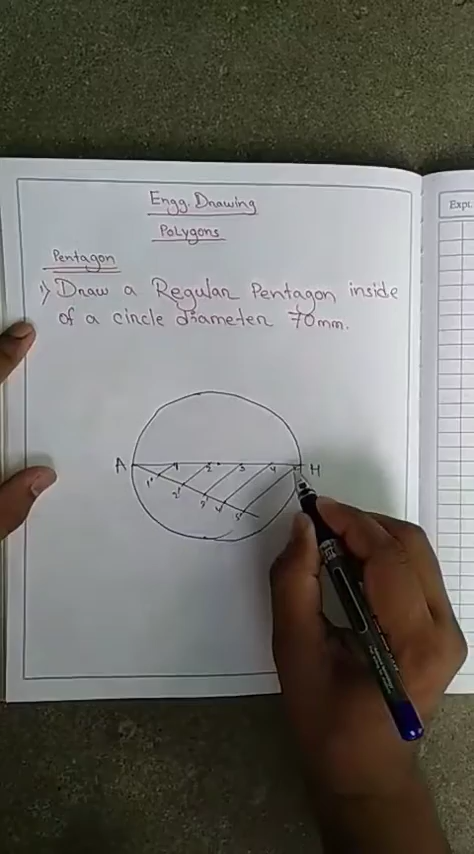 Engg. Drawing
Polygons
Pentagon
1) Draw a Regular Pentagon inside
of a circle diameter 70mm.
Expt.
A 1 2 3 4 H
1' 2' 3' 4' 5'